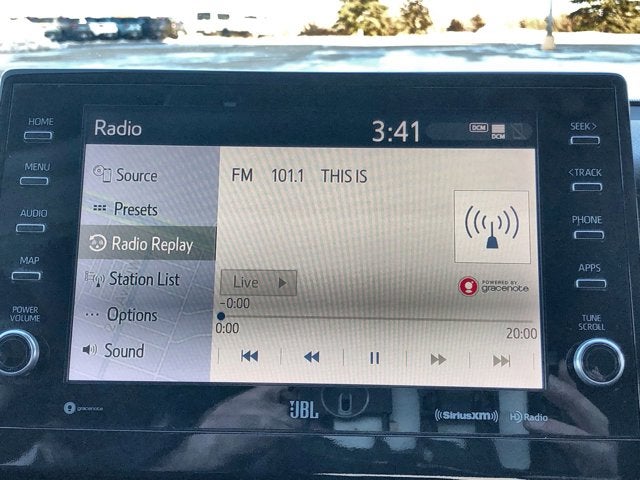 HOME
MENU
AUDIO
MAP
POWER
VOLUME
Radio
3:41
DCM
DCM
Source
Presets
Radio Replay
Station List
Options
Sound
FM 101.1 THIS IS
POWERED BY
gracenote
Live
-0:00
0:00
20:00
SEEK>
<TRACK
PHONE
APPS
TUNE
SCROLL
gracenote
JBL
((SiriusXM))
HD Radio